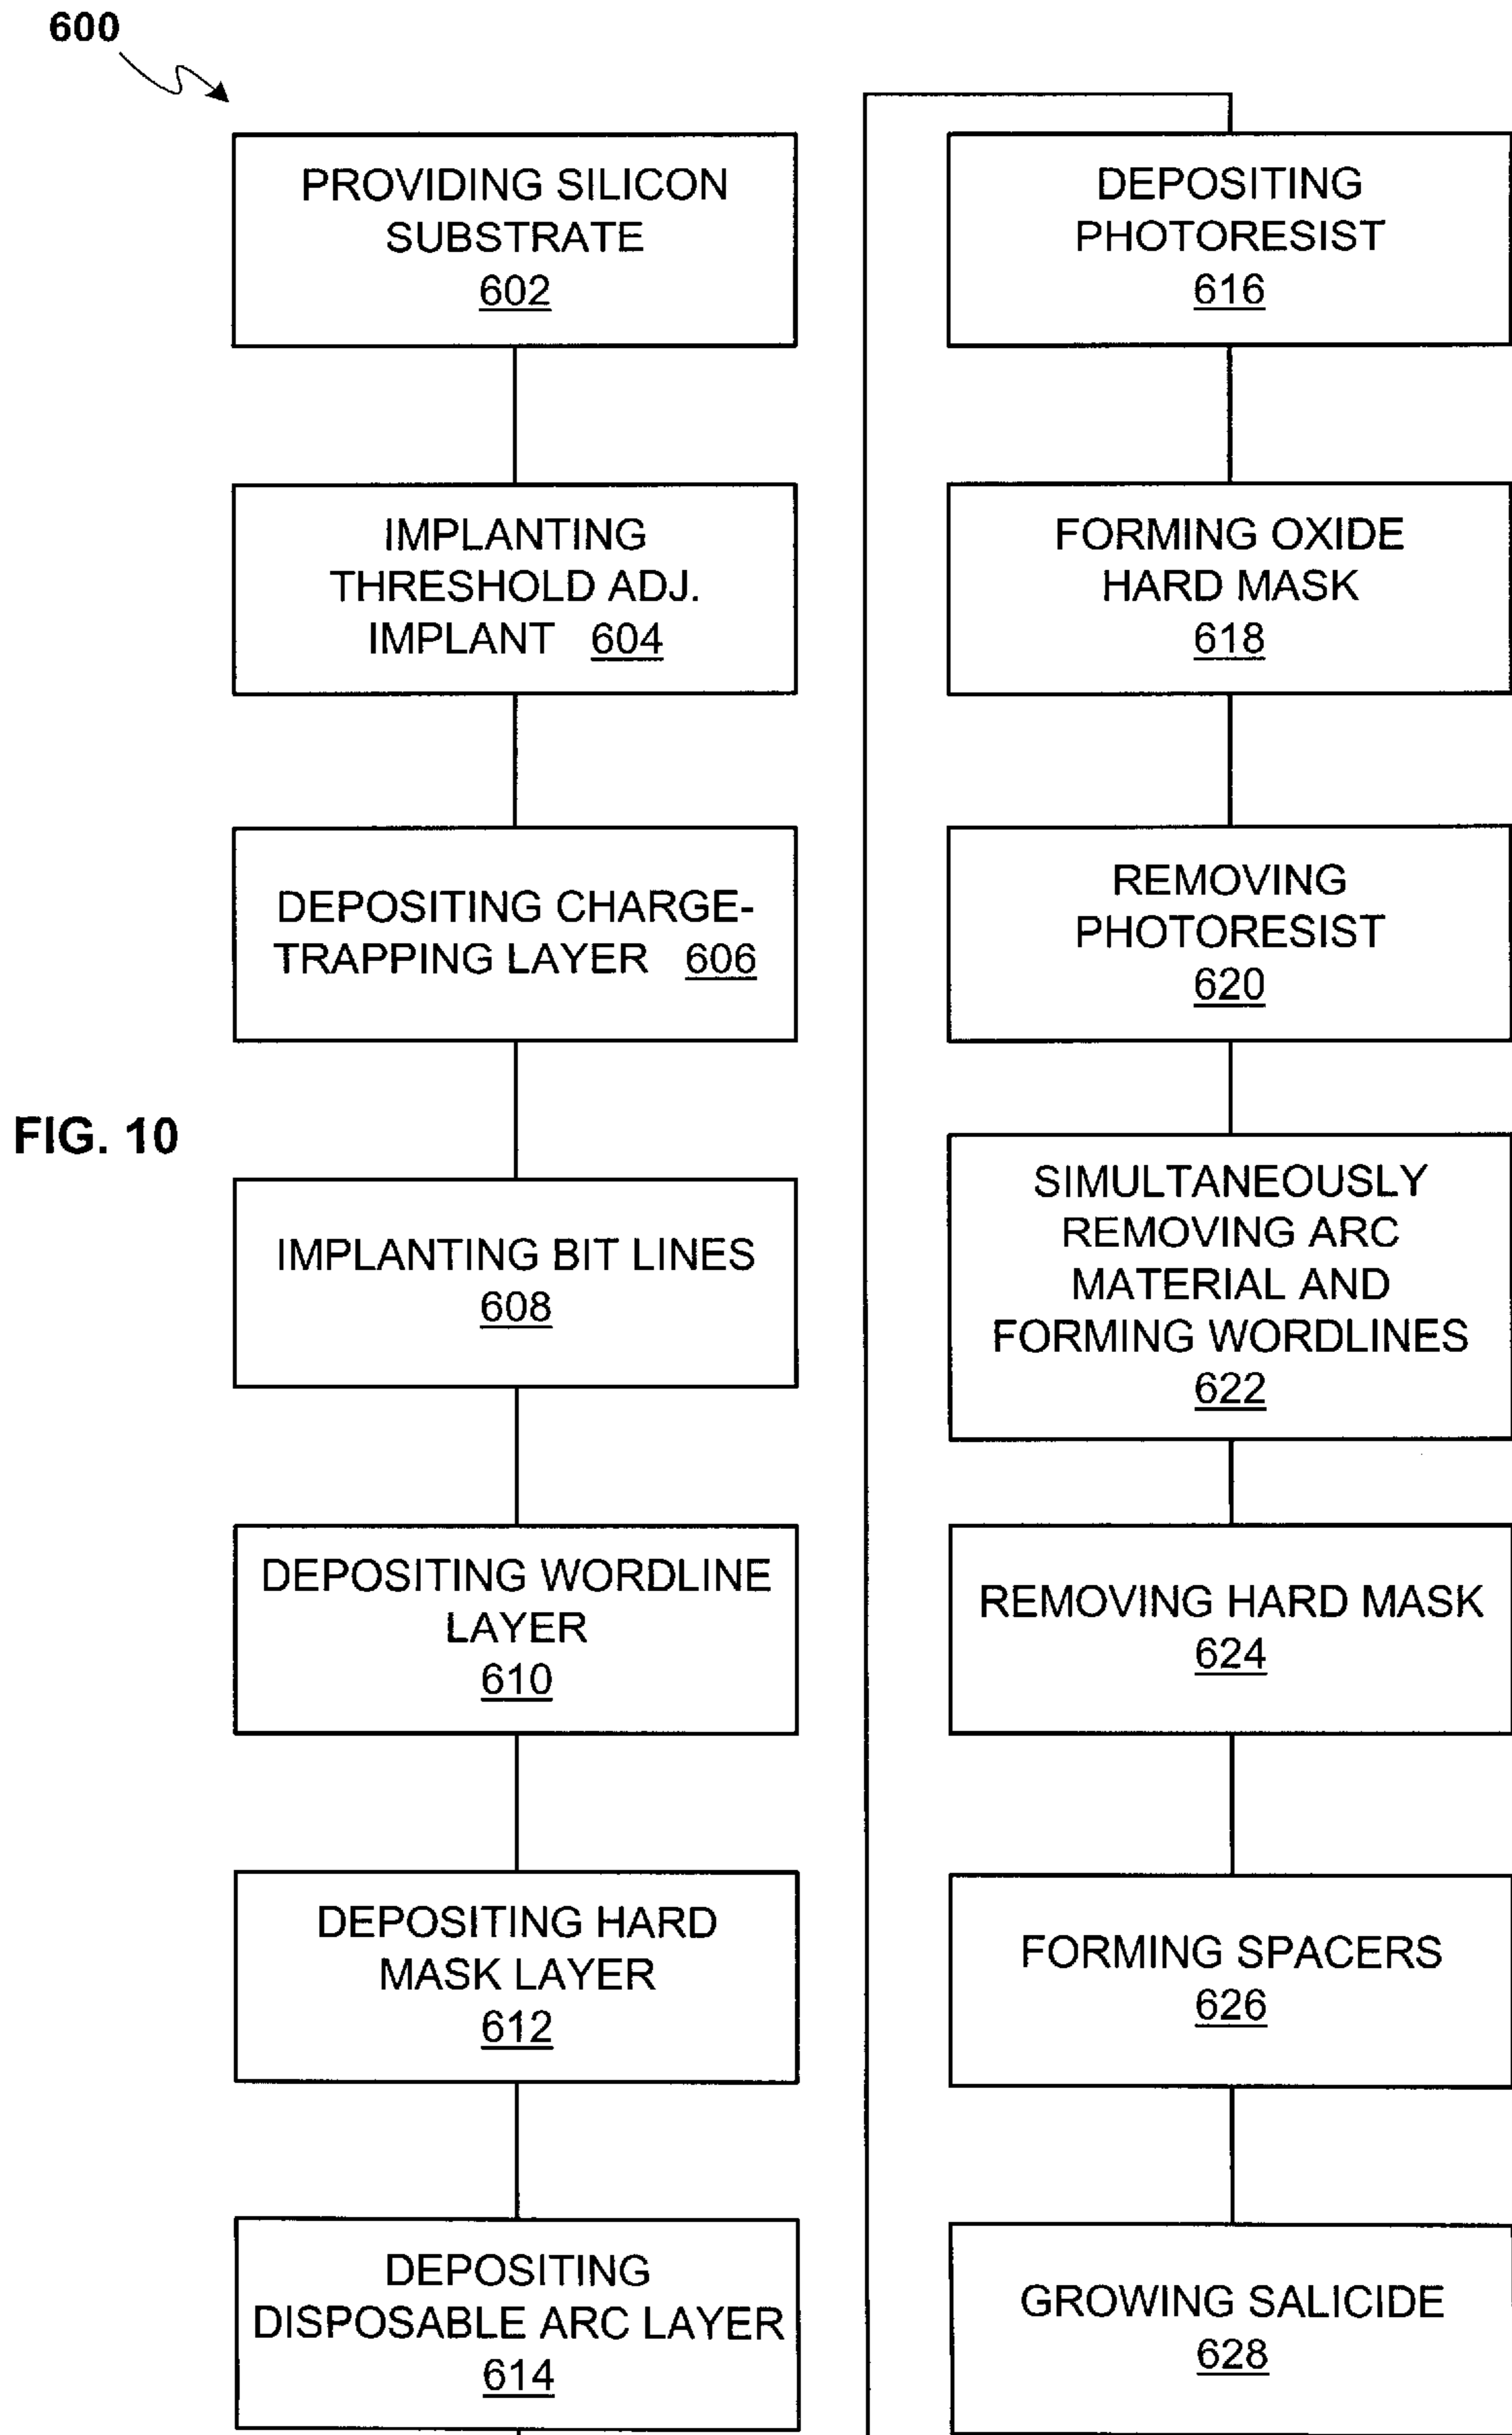 600
PROVIDING SILICON
SUBSTRATE
602
IMPLANTING
THRESHOLD ADJ.
IMPLANT 604
DEPOSITING CHARGE-
TRAPPING LAYER 606
FIG. 10
IMPLANTING BIT LINES
608
DEPOSITING WORDLINE
LAYER
610
DEPOSITING HARD
MASK LAYER
612
DEPOSITING
DISPOSABLE ARC LAYER
614
DEPOSITING
PHOTORESIST
616
FORMING OXIDE
HARD MASK
618
REMOVING
PHOTORESIST
620
SIMULTANEOUSLY
REMOVING ARC
MATERIAL AND
FORMING WORDLINES
622
REMOVING HARD MASK
624
FORMING SPACERS
626
GROWING SALICIDE
628